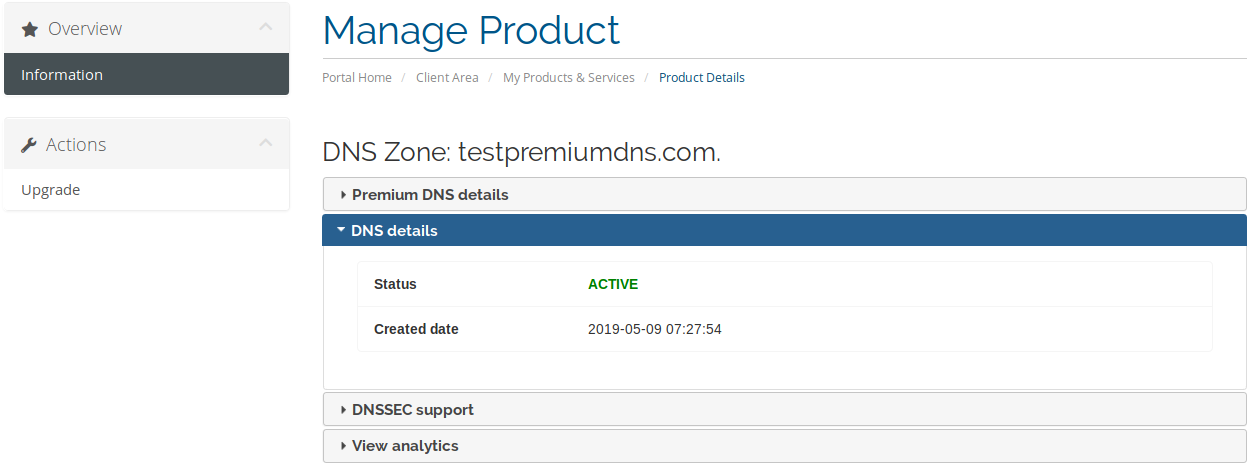 Overview
Information
Actions
Upgrade
Manage Product
Portal Home / Client Area / My Products & Services / Product Details
DNS Zone: testpremiumdns.com.
Premium DNS details
DNS details
Status ACTIVE
Created date 2019-05-09 07:27:54
DNSSEC support
View analytics